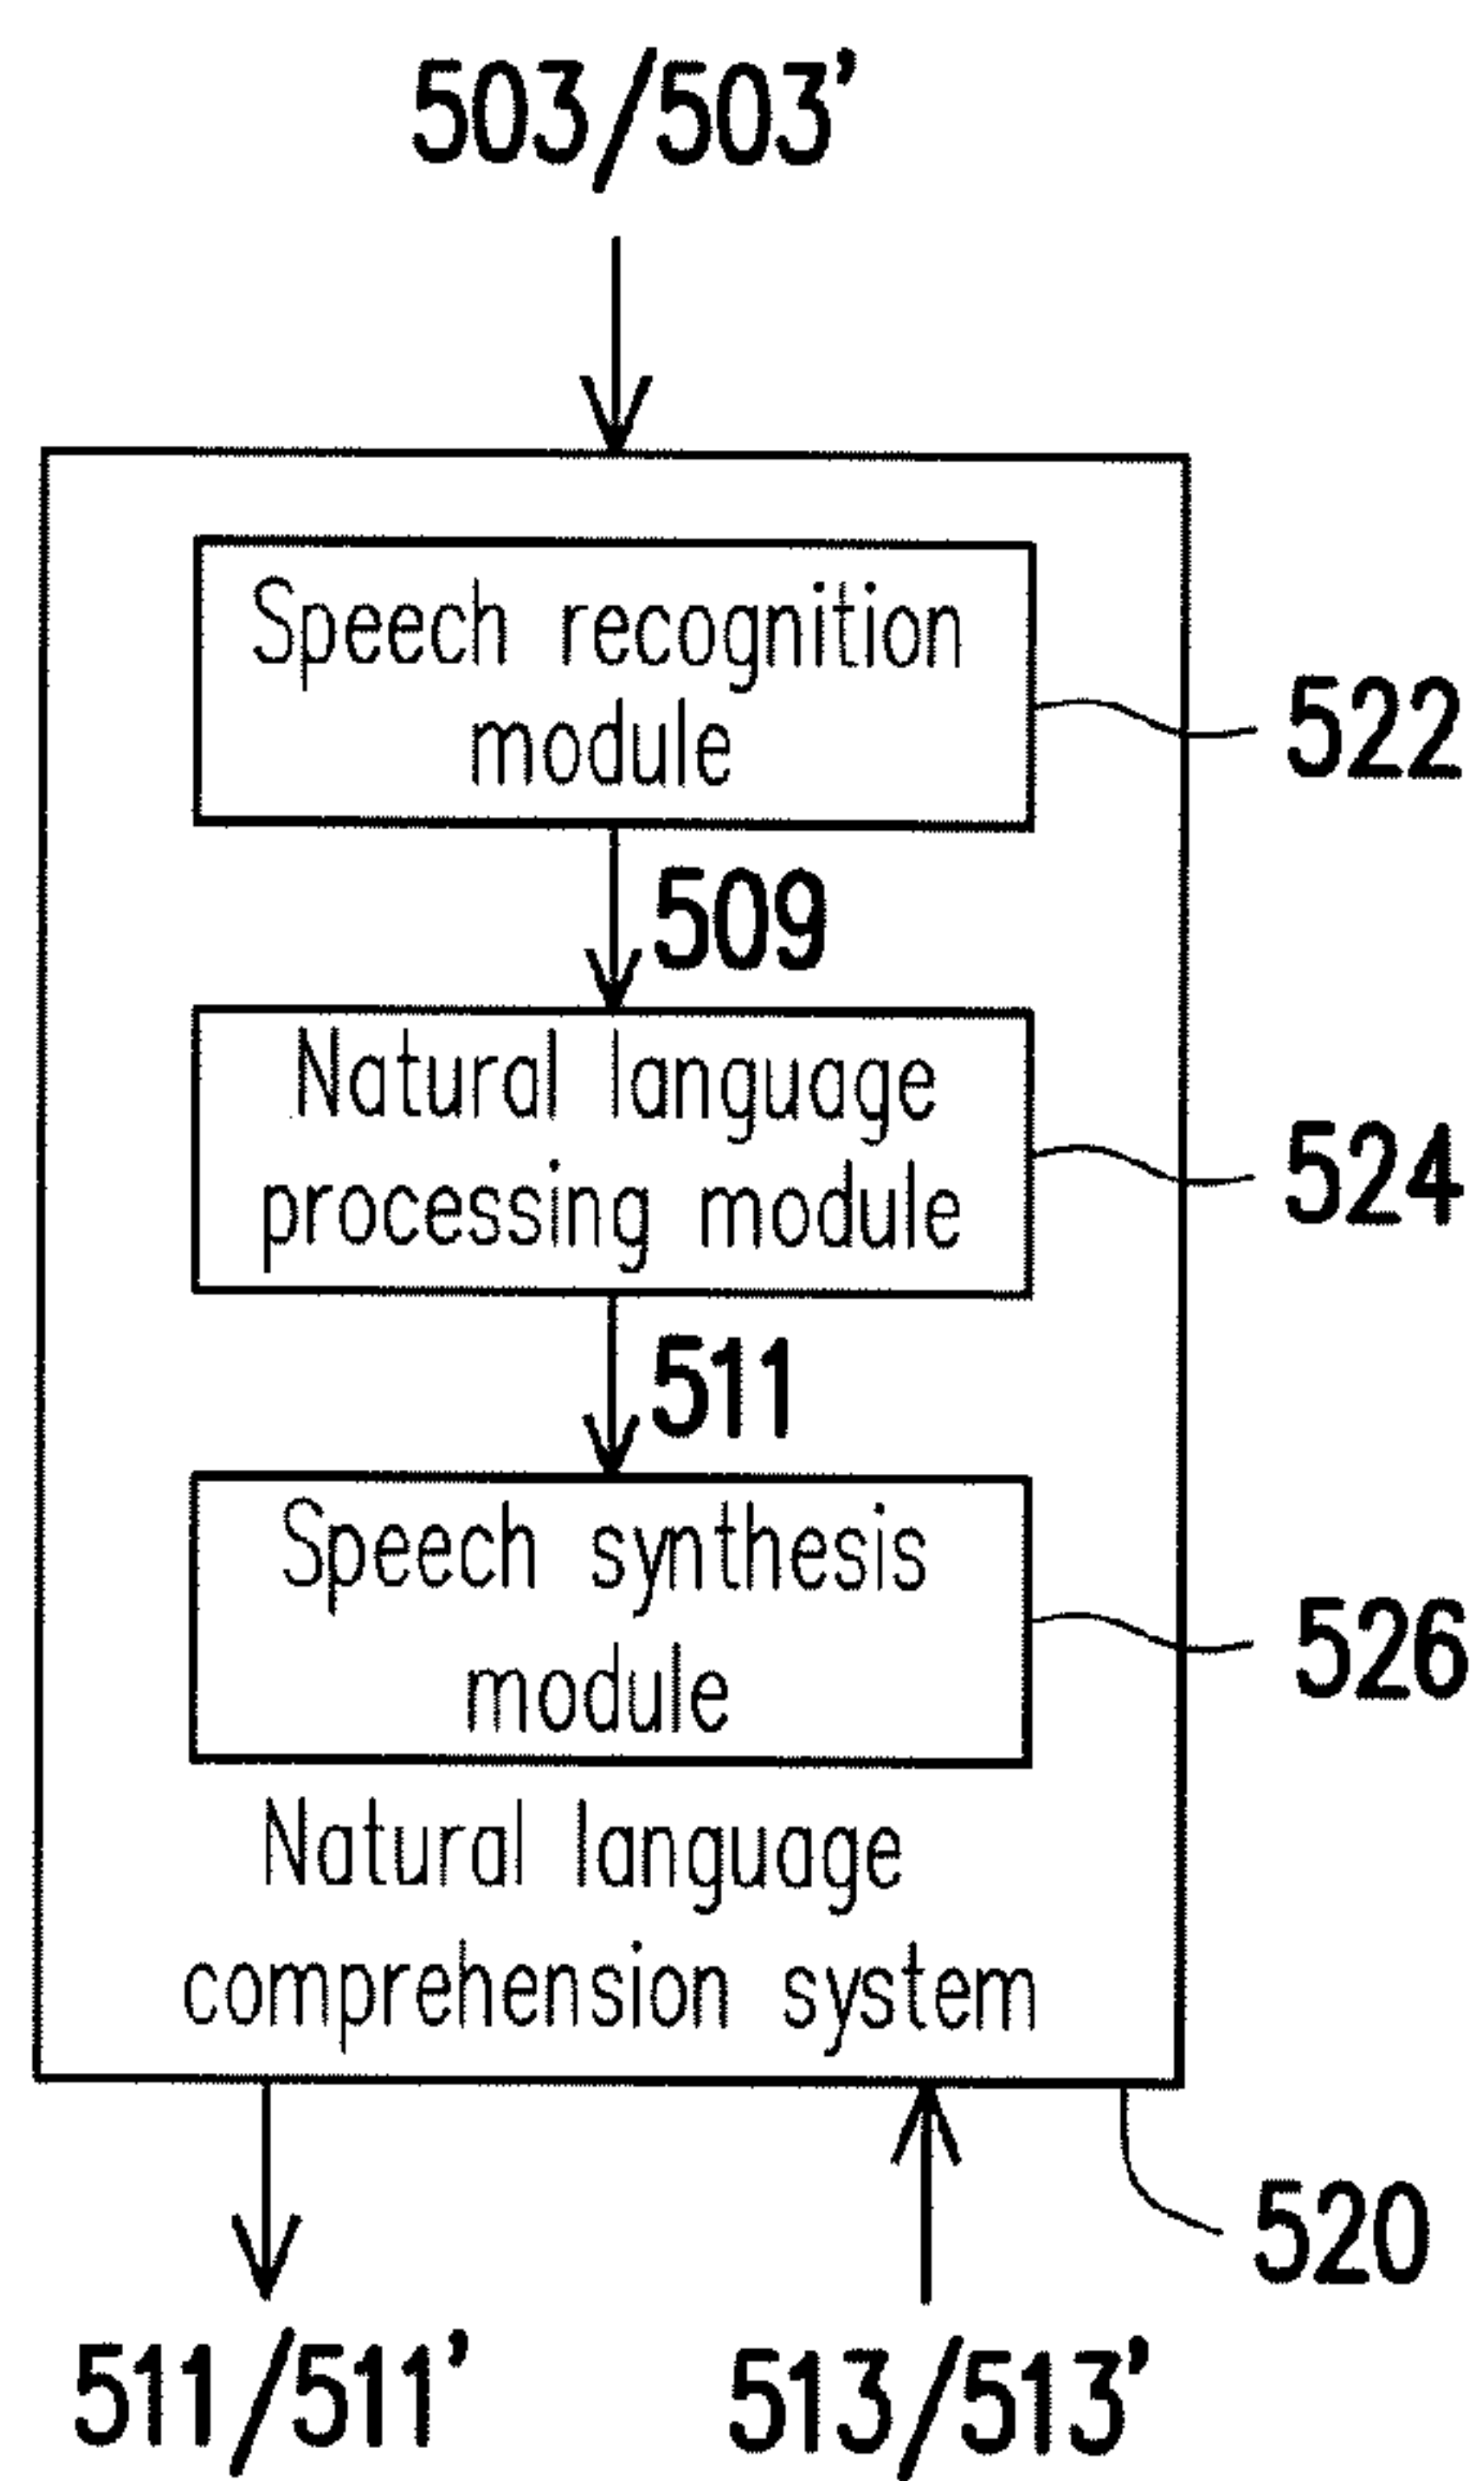 503/503'
Speech recognition
module
522
509
Natural language
processing module
524
511
Speech synthesis
module
526
Natural language
comprehension system
520
511/511'
513/513'